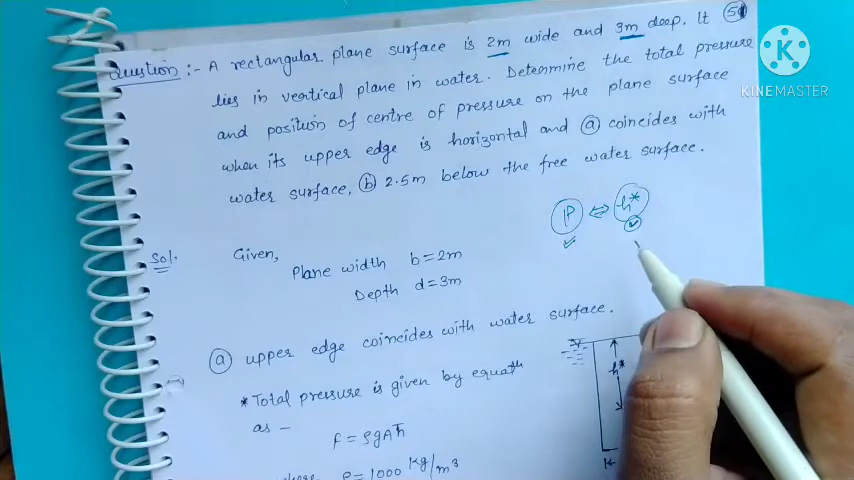 Question :- A rectangular plane surface is 2m wide and 3m deep. It
lies in vertical plane in water. Determine the total pressure
and position of centre of pressure on the plane surface
when its upper edge is horizontal and (a) coincides with
water surface, (b) 2.5m below the free water surface.
P ⇔ h*
Sol. Given,
Plane width b=2m
Depth d=3m
(a) upper edge coincides with water surface.
* Total pressure is given by equatn
as –
F = ρgAh̄
ρ = 1000 kg/m³
h*
KINEMASTER